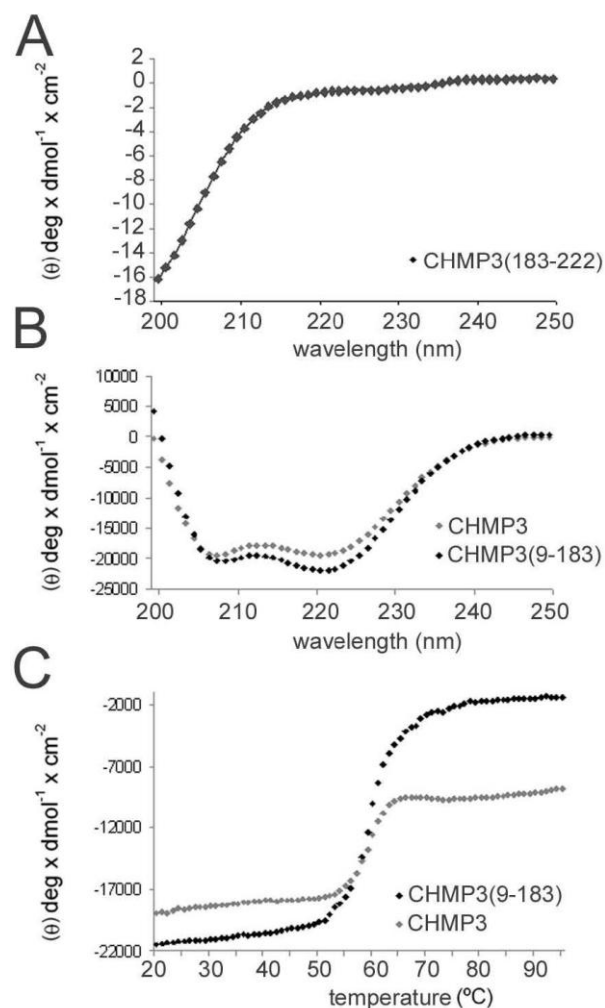 A
2
0
-2
-4
-6
-8
-10
-12
-14
-16
-18
(θ) deg x dmol⁻¹ x cm⁻²
CHMP3(183-222)
200 210 220 230 240 250
wavelength (nm)
B
10000
5000
0
-5000
-10000
-15000
-20000
-25000
(θ) deg x dmol⁻¹ x cm⁻²
CHMP3
CHMP3(9-183)
200 210 220 230 240 250
wavelength (nm)
C
-2000
-7000
-12000
-17000
-22000
(θ) deg x dmol⁻¹ x cm⁻²
CHMP3(9-183)
CHMP3
20 30 40 50 60 70 80 90
temperature (ºC)